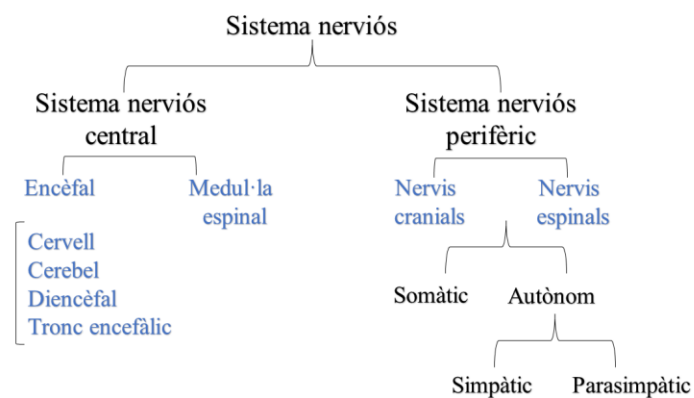 Sistema nerviós
Sistema nerviós
central
Sistema nerviós
perifèric
Encèfal
Medul·la
espinal
Nervis
cranials
Nervis
espinals
Cervell
Cerebel
Diencèfal
Tronc encefàlic
Somàtic
Autònom
Simpàtic
Parasimpàtic